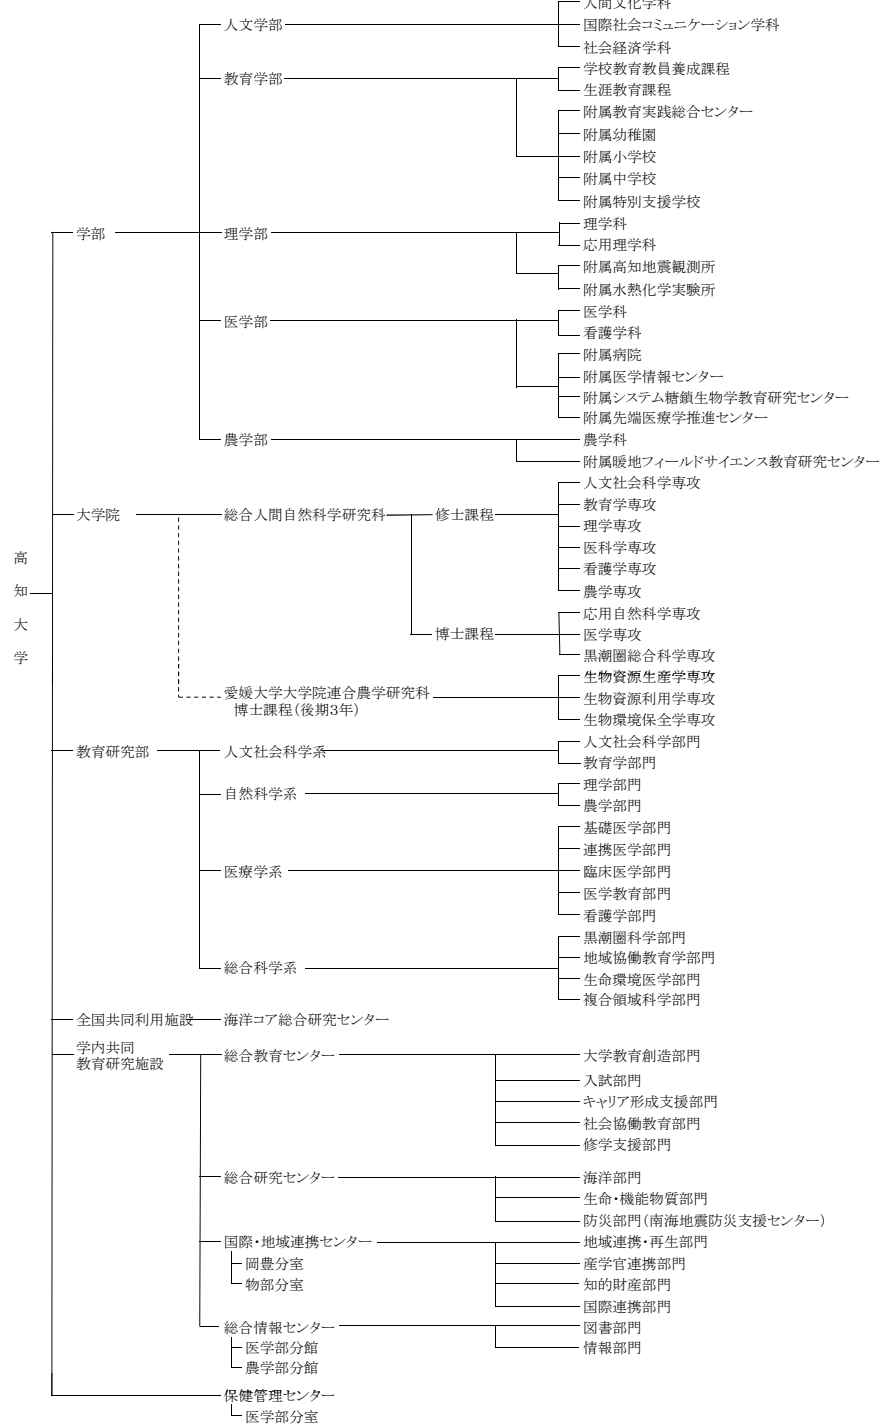 人間文化学科
人文学部
国際社会コミュニケーション学科
社会経済学科
学校教育教員養成課程
教育学部
生涯教育課程
附属教育実践総合センター
附属幼稚園
附属小学校
附属中学校
附属特別支援学校
理学科
学部
理学部
応用理学科
附属高知地震観測所
附属水熱化学実験所
医学科
医学部
看護学科
附属病院
附属医学情報センター
附属システム糖鎖生物学教育研究センター
附属先端医療学推進センター
農学部
農学科
附属暖地フィールドサイエンス教育研究センター
人文社会科学専攻
教育学専攻
大学院
総合人間自然科学研究科
修士課程
理学専攻
医科学専攻
看護学専攻
農学専攻
高知大学
応用自然科学専攻
博士課程
医学専攻
黒潮圏総合科学専攻
生物資源生産学専攻
愛媛大学大学院連合農学研究科
博士課程(後期3年)
生物資源利用学専攻
生物環境保全学専攻
教育研究部
人文社会科学系
人文社会科学部門
教育学部門
自然科学系
理学部門
農学部門
基礎医学部門
連携医学部門
医療学系
臨床医学部門
医学教育部門
看護学部門
黒潮圏科学部門
地域協働教育学部門
総合科学系
生命環境医学部門
複合領域科学部門
全国共同利用施設
海洋コア総合研究センター
学内共同
教育研究施設
総合教育センター
大学教育創造部門
入試部門
キャリア形成支援部門
社会協働教育部門
修学支援部門
総合研究センター
海洋部門
生命・機能物質部門
防災部門(南海地震防災支援センター)
国際・地域連携センター
地域連携・再生部門
岡豊分室
産学官連携部門
物部分室
知的財産部門
国際連携部門
総合情報センター
図書部門
医学部分館
情報部門
農学部分館
保健管理センター
医学部分室